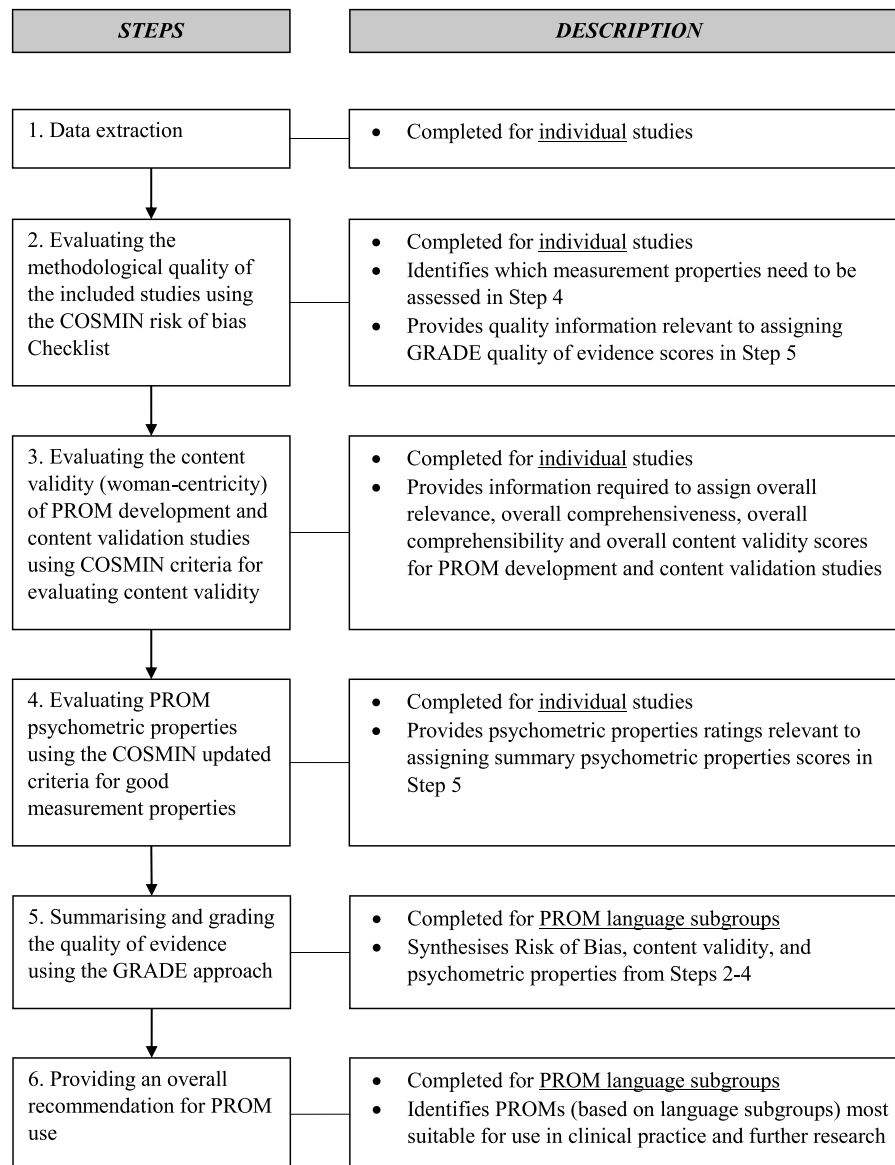 STEPS
DESCRIPTION
1. Data extraction
• Completed for individual studies
2. Evaluating the
methodological quality of
the included studies using
the COSMIN risk of bias
Checklist
• Completed for individual studies
• Identifies which measurement properties need to be
assessed in Step 4
• Provides quality information relevant to assigning
GRADE quality of evidence scores in Step 5
3. Evaluating the content
validity (woman-centricity)
of PROM development and
content validation studies
using COSMIN criteria for
evaluating content validity
• Completed for individual studies
• Provides information required to assign overall
relevance, overall comprehensiveness, overall
comprehensibility and overall content validity scores
for PROM development and content validation studies
4. Evaluating PROM
psychometric properties
using the COSMIN updated
criteria for good
measurement properties
• Completed for individual studies
• Provides psychometric properties ratings relevant to
assigning summary psychometric properties scores in
Step 5
5. Summarising and grading
the quality of evidence
using the GRADE approach
• Completed for PROM language subgroups
• Synthesises Risk of Bias, content validity, and
psychometric properties from Steps 2-4
6. Providing an overall
recommendation for PROM
use
• Completed for PROM language subgroups
• Identifies PROMs (based on language subgroups) most
suitable for use in clinical practice and further research